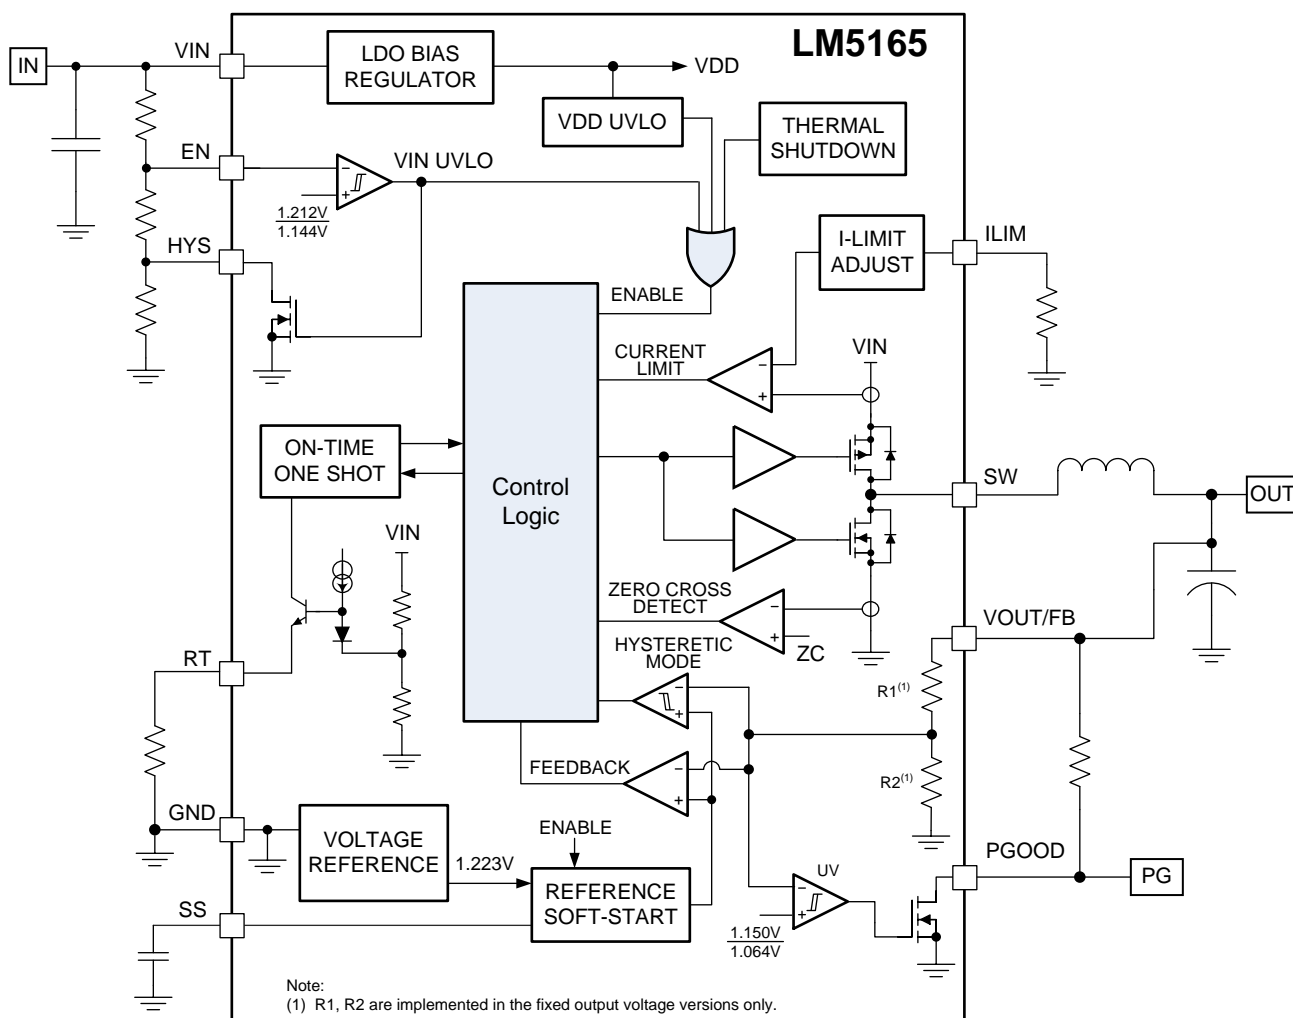 LM5165
IN
VIN
LDO BIAS
REGULATOR
VDD
VDD UVLO
THERMAL
SHUTDOWN
EN
VIN UVLO
−
+
1.212V
1.144V
HYS
I-LIMIT
ADJUST
ILIM
ENABLE
CURRENT
LIMIT
−
+
VIN
ON-TIME
ONE SHOT
Control
Logic
SW
OUT
VIN
ZERO CROSS
DETECT
−
+
ZC
VOUT/FB
RT
HYSTERETIC
MODE
−
+
R1(1)
FEEDBACK
−
+
R2(1)
GND
VOLTAGE
REFERENCE
1.223V
ENABLE
REFERENCE
SOFT-START
SS
UV
−
+
1.150V
1.064V
PGOOD
PG
Note:
(1) R1, R2 are implemented in the fixed output voltage versions only.